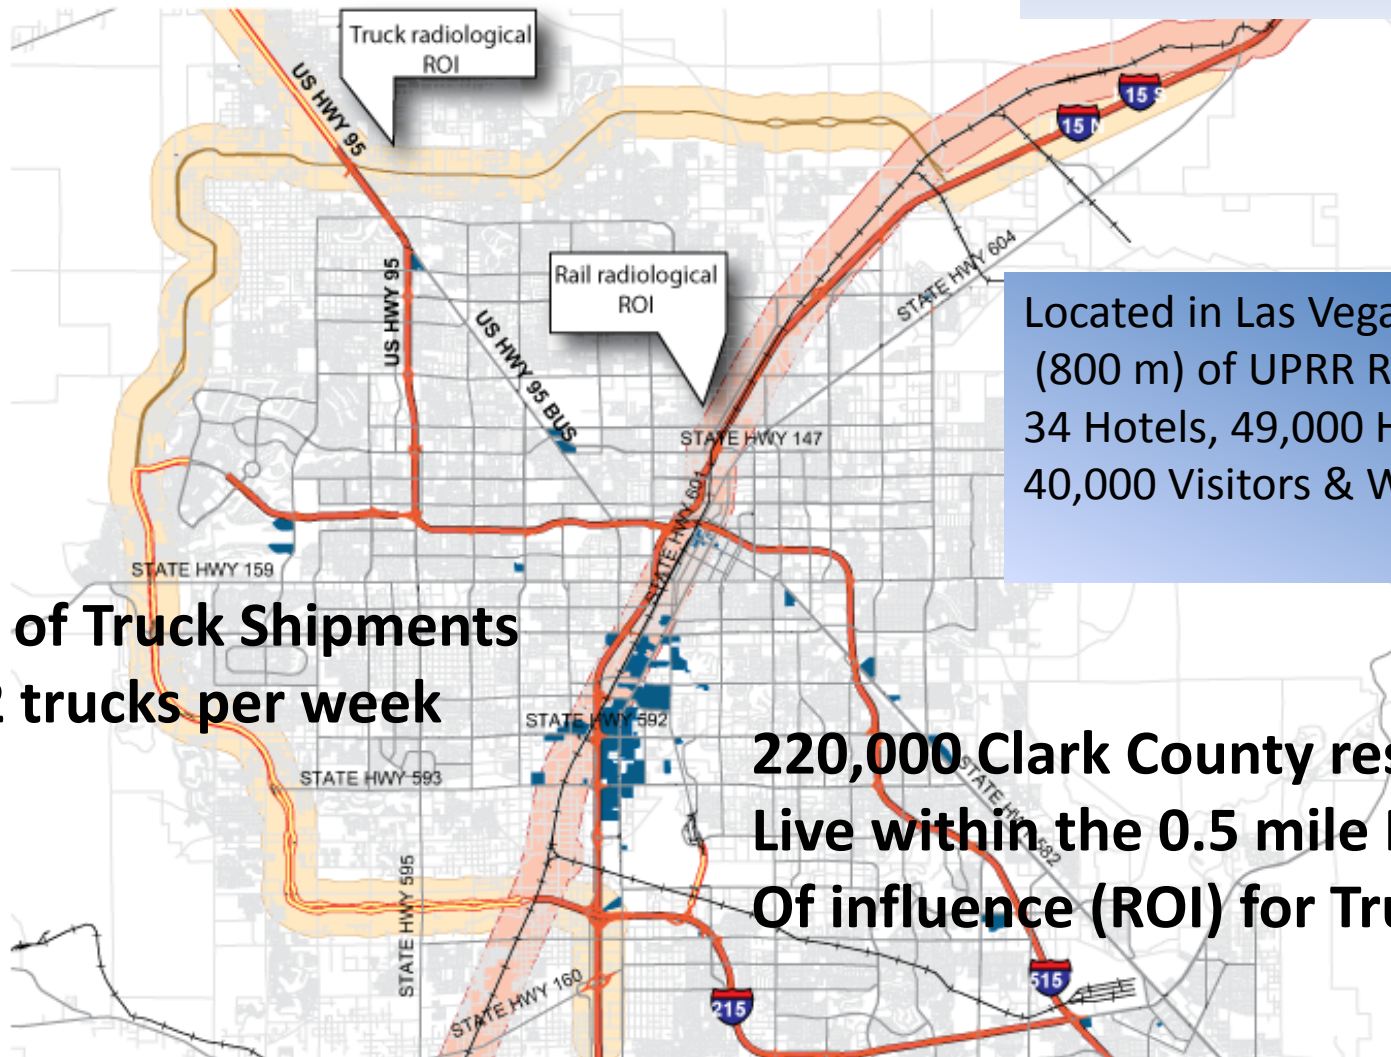 Truck radiological
ROI
US HWY 95
15 S
15 N
STATE HWY 604
Rail radiological
ROI
US HWY 95
US HWY 95 BUS
Located in Las
(800 m) of UPRR
34 Hotels, 49,000
40,000 Visitors &
STATE HWY 147
STATE HWY 601
STATE HWY 159
of Truck Shipments
trucks per week
STATE HWY 592
STATE HWY 593
220,000 Clark County
Live within the 0.5 mile
Of influence (ROI) for
STATE HWY 582
STATE HWY 595
STATE HWY 160
215
515